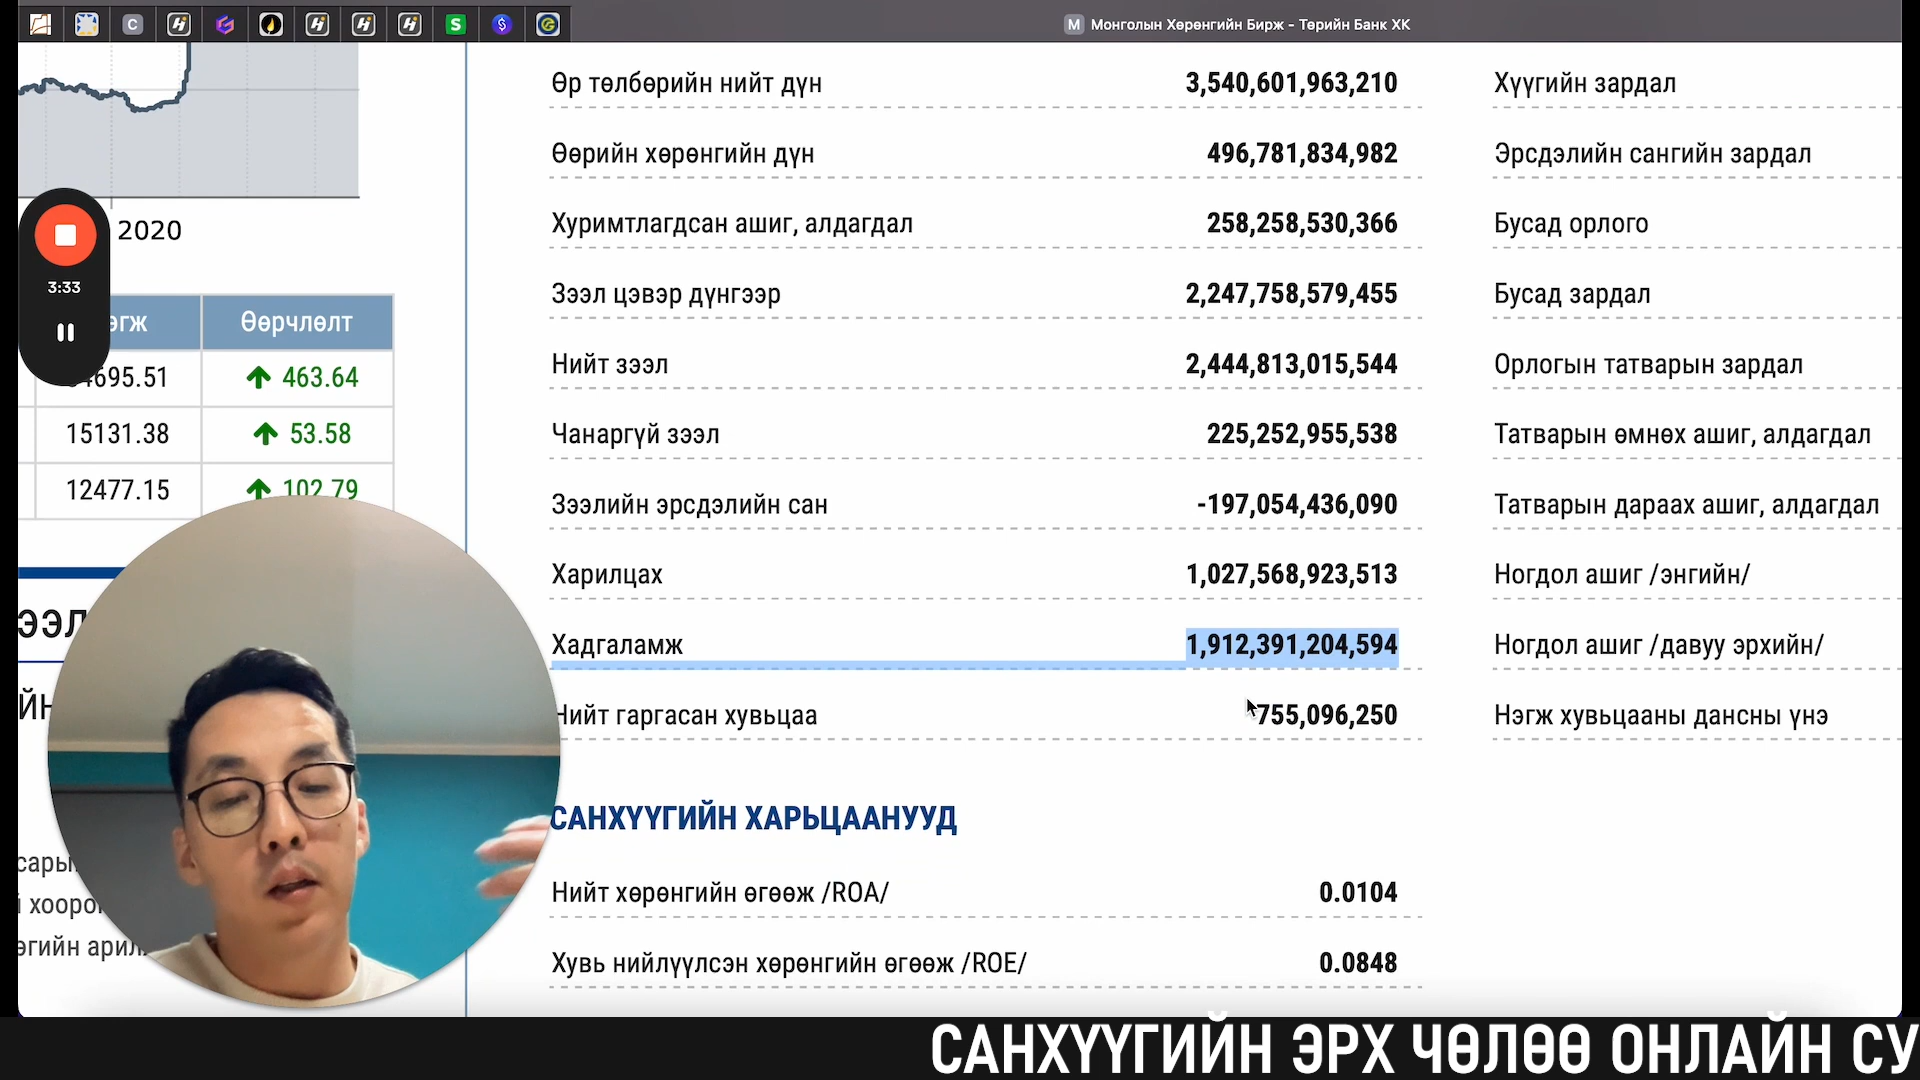 Монголын Хөрөнгийн Бирж - Төрийн Банк ХК
2020
3:33
Өөрчлөлт
463.64
15131.38 53.58
12477.15 102.79
Өр төлбөрийн нийт дүн 3,540,601,963,210 Хүүгийн зардал
Өөрийн хөрөнгийн дүн 496,781,834,982 Эрсдэлийн сангийн зардал
Хуримтлагдсан ашиг, алдагдал 258,258,530,366 Бусад орлого
Зээл цэвэр дүнгээр 2,247,758,579,455 Бусад зардал
Нийт зээл 2,444,813,015,544 Орлогын татварын зардал
Чанаргүй зээл 225,252,955,538 Татварын өмнөх ашиг, алдагдал
Зээлийн эрсдэлийн сан -197,054,436,090 Татварын дараах ашиг, алдагдал
Харилцах 1,027,568,923,513 Ногдол ашиг /энгийн/
Хадгаламж 1,912,391,204,594 Ногдол ашиг /давуу эрхийн/
Нийт гаргасан хувьцаа 755,096,250 Нэгж хувьцааны дансны үнэ
САНХҮҮГИЙН ХАРЬЦААНУУД
Нийт хөрөнгийн өгөөж /ROA/ 0.0104
Хувь нийлүүлсэн хөрөнгийн өгөөж /ROE/ 0.0848
САНХҮҮГИЙН ЭРХ ЧӨЛӨӨ ОНЛАЙН СУ